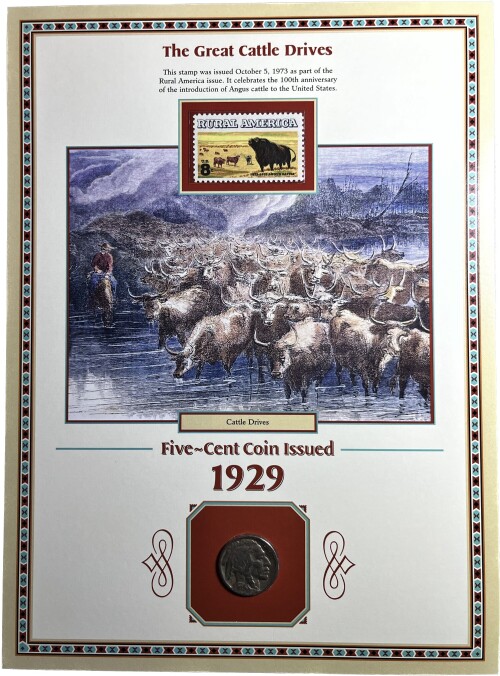 The Great Cattle Drives
This stamp was issued October 5, 1973 as part of the
Rural America issue. It celebrates the 100th anniversary
of the introduction of Angus cattle to the United States.
RURAL AMERICA
8
Cattle Drives
Five~Cent Coin Issued
1929